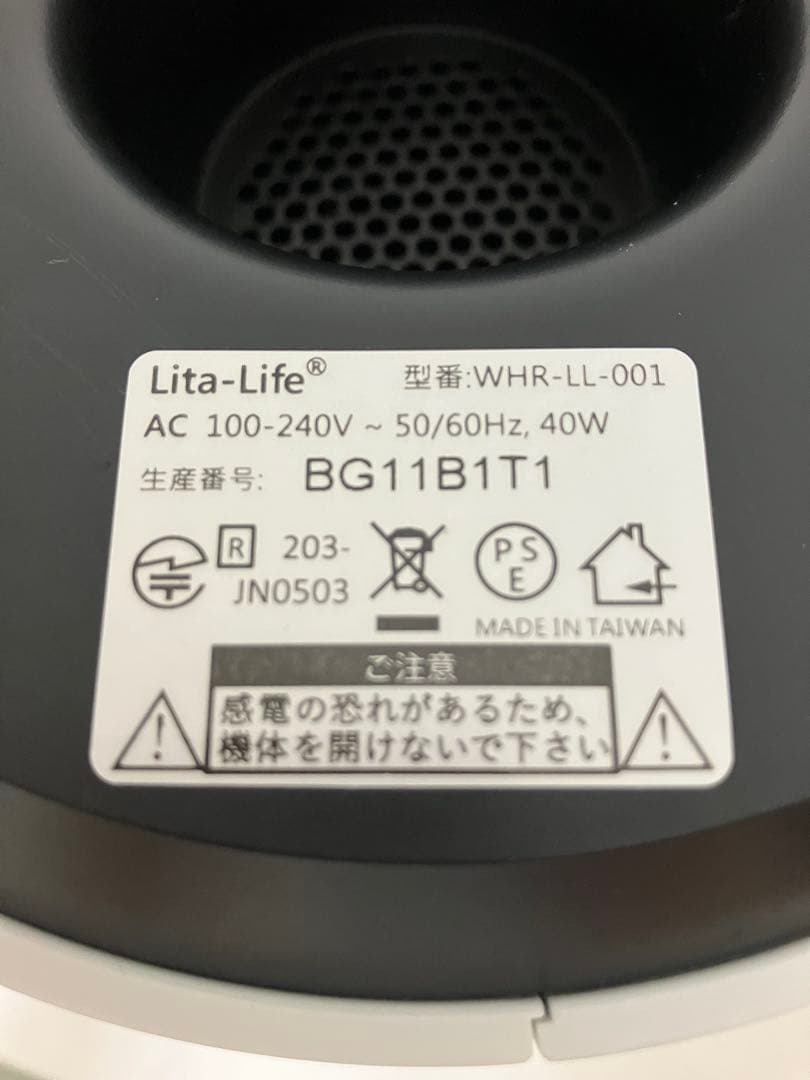 Lita-Life® 型番:WHR-LL-001
AC 100-240V ~ 50/60Hz, 40W
生産番号: BG11B1T1
R 203-
JN0503
PS
E
MADE IN TAIWAN
ご注意
感電の恐れがあるため、
機体を開けないで下さい